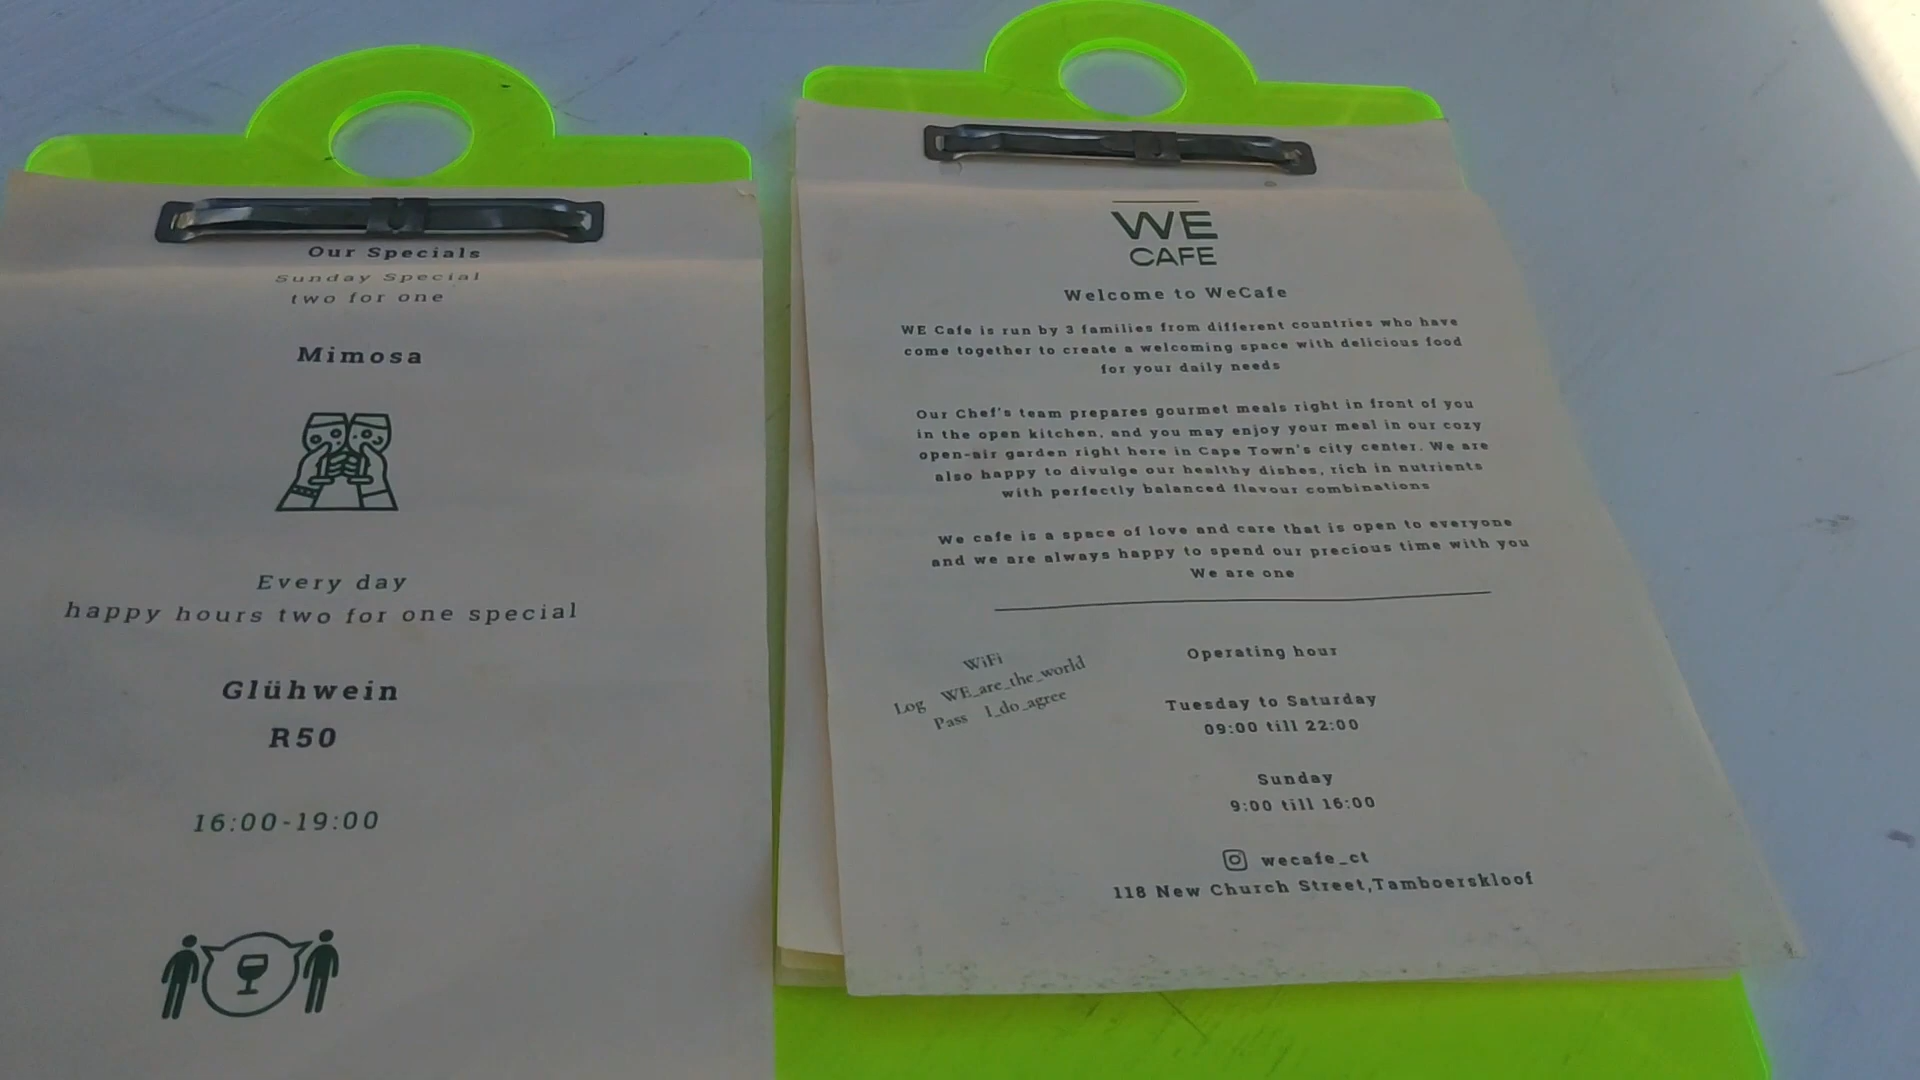 Our Specials
Sunday Special
two for one
Mimosa
Every day
happy hours two for one special
Glühwein
R50
16:00-19:00
WE
CAFE
Welcome to WeCafe
WE Cafe is run by 3 families from different countries who have
come together to create a welcoming space with delicious food
for your daily needs
Our Chef's team prepares gourmet meals right in front of you
in the open kitchen, and you may enjoy your meal in our cozy
open-air garden right here in Cape Town's city center. We are
also happy to divulge our healthy dishes, rich in nutrients
with perfectly balanced flavour combinations
We cafe is a space of love and care that is open to everyone
and we are always happy to spend our precious time with you
We are one
WiFi
Log WE_are_the_world
Pass I_do_agree
Operating hour
Tuesday to Saturday
09:00 till 22:00
Sunday
9:00 till 16:00
wecafe_ct
118 New Church Street,Tamboerskloof